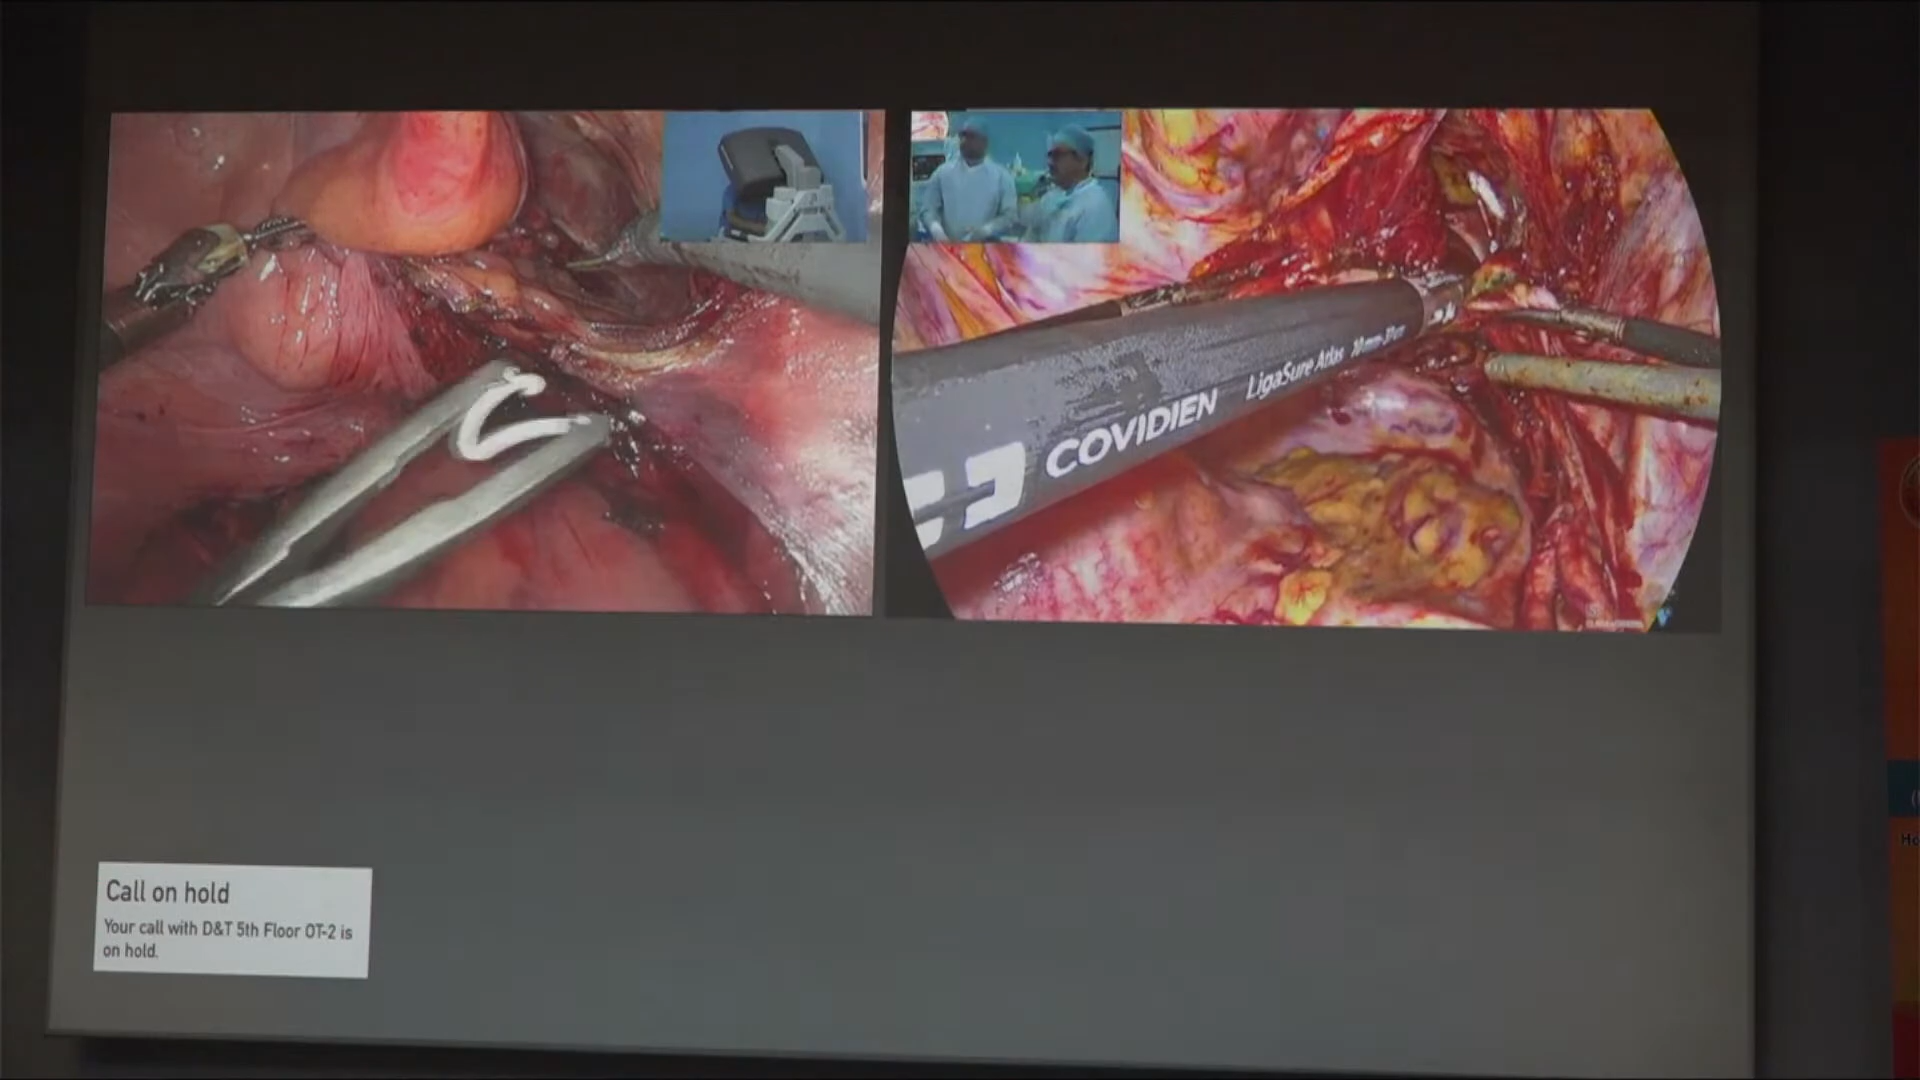 COVIDIEN
LigaSure Atlas
Call on hold
Your call with D&T 5th Floor OT-2 is
on hold.